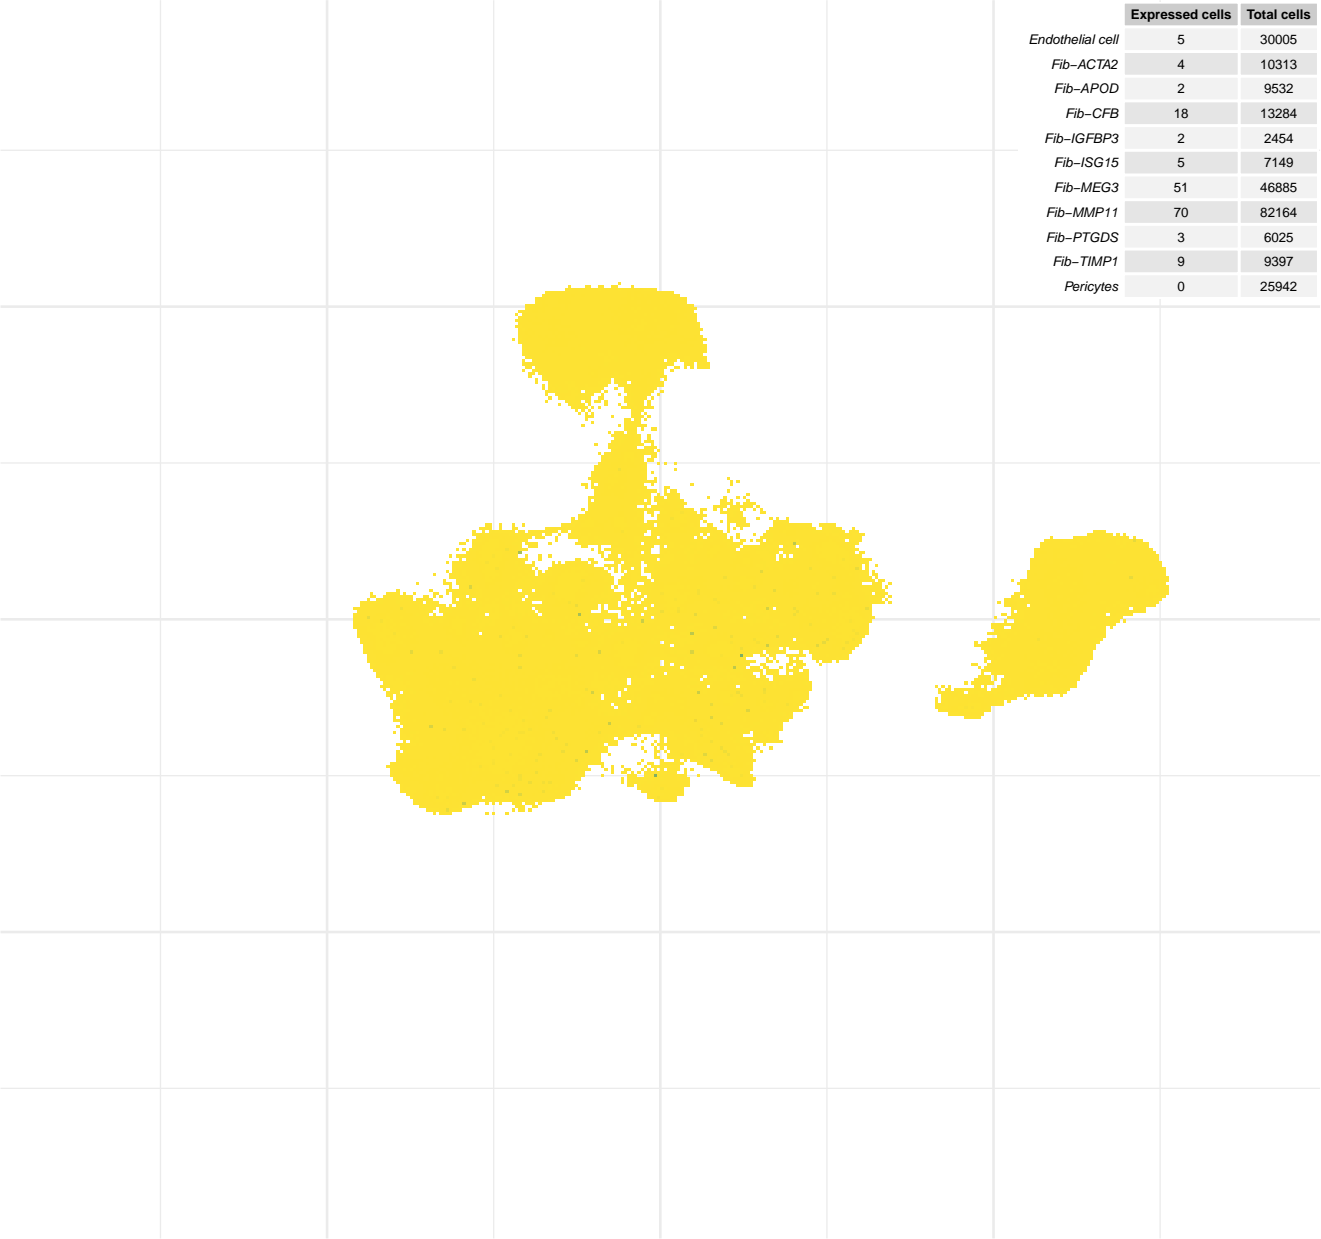 Expressed cells Total cells
Endothelial cell 5 30005
Fib−ACTA2 4 10313
Fib−APOD 2 9532
Fib−CFB 18 13284
Fib−IGFBP3 2 2454
Fib−ISG15 5 7149
Fib−MEG3 51 46885
Fib−MMP11 70 82164
Fib−PTGDS 3 6025
Fib−TIMP1 9 9397
Pericytes 0 25942